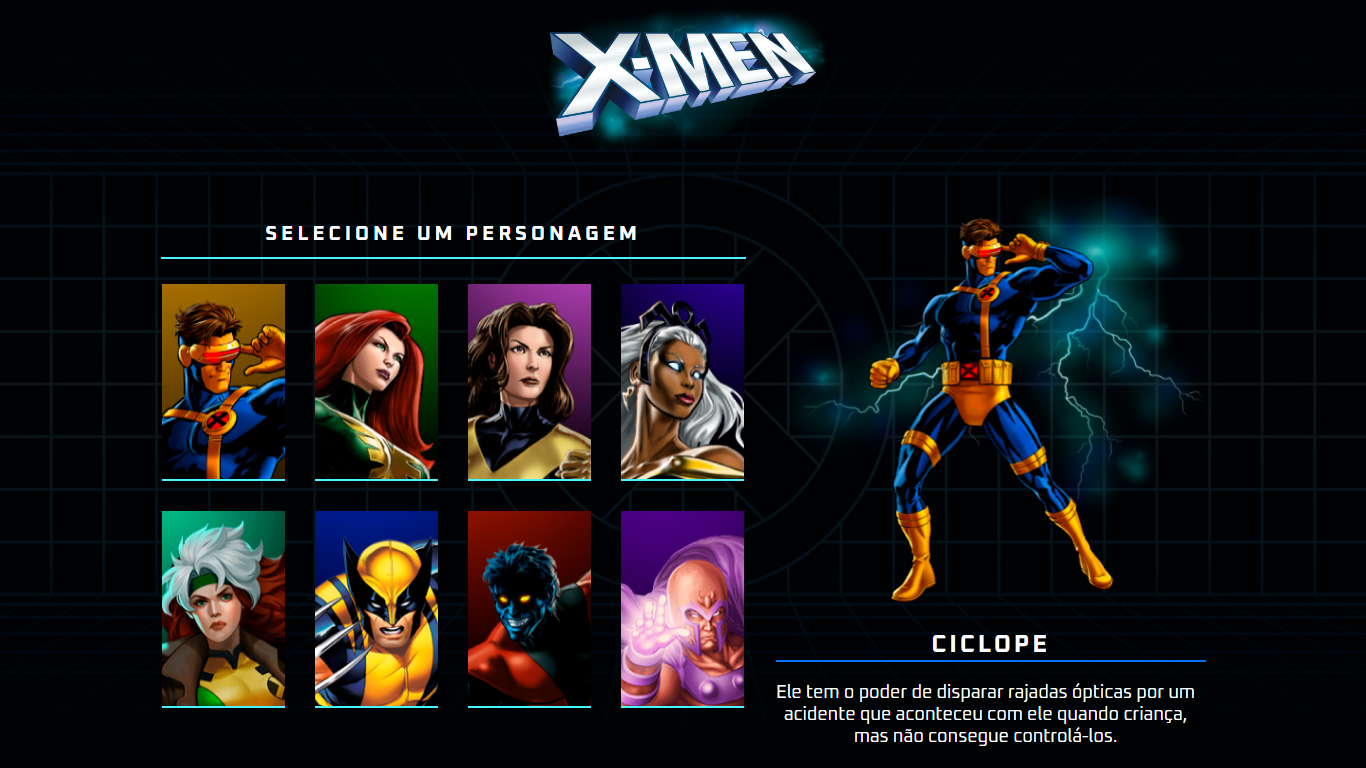 X-MEN
SELECIONE UM PERSONAGEM
CICLOPE
Ele tem o poder de disparar rajadas ópticas por um
acidente que aconteceu com ele quando criança,
mas não consegue controlá-los.